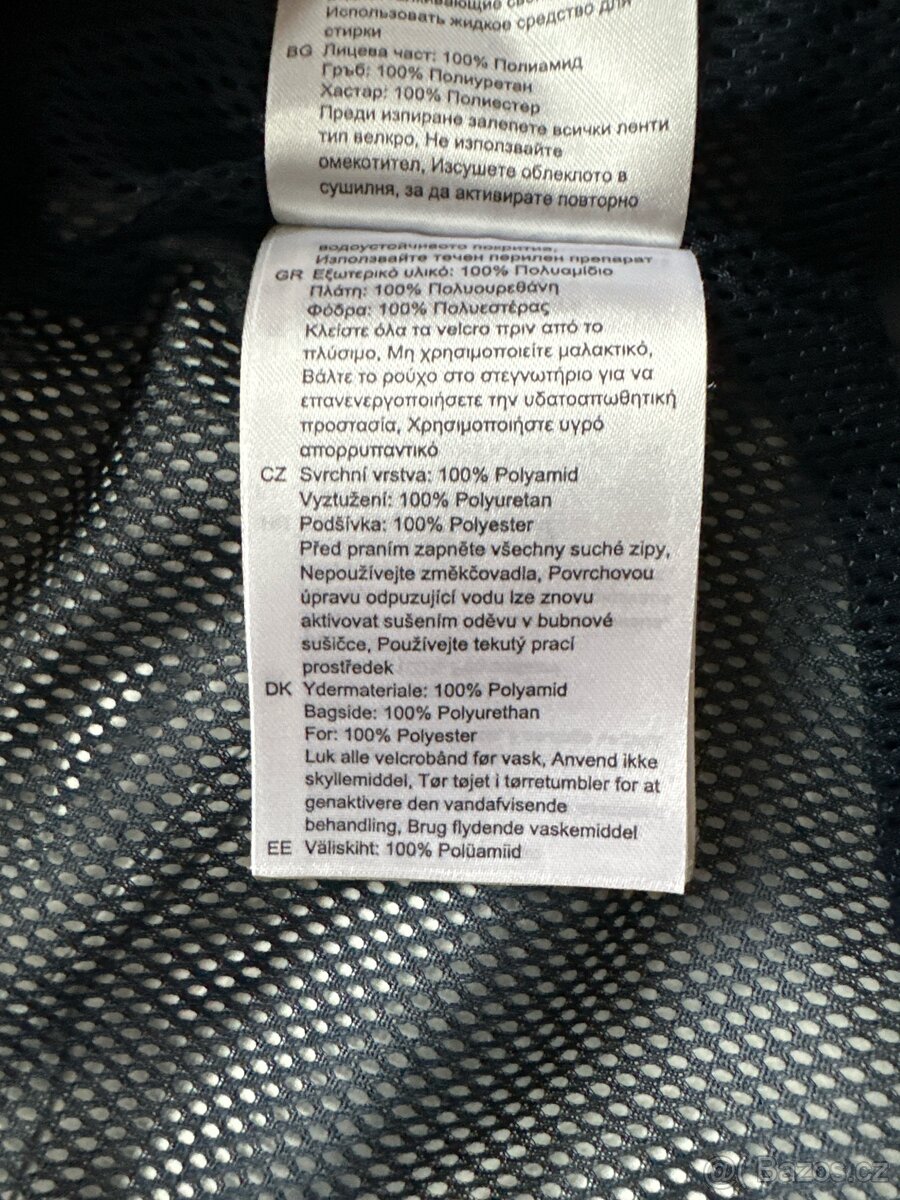 Использовать жидкое средство для
стирки
BG Лицева част: 100% Полиамид
Гръб: 100% Полиуретан
Хастар: 100% Полиестер
Преди изпиране залепете всички ленти
тип велкро, Не използвайте
омекотител, Изсушете облеклото в
сушилня, за да активирате повторно
водоустойчивото покритие,
Използвайте течен перилен препарат
GR Εξωτερικό υλικό: 100% Πολυαμίδιο
Πλάτη: 100% Πολυουρεθάνη
Φόδρα: 100% Πολυεστέρας
Κλείστε όλα τα velcro πριν από το
πλύσιμο, Μη χρησιμοποιείτε μαλακτικό,
Βάλτε το ρούχο στο στεγνωτήριο για να
επανενεργοποιήσετε την υδατοαπωθητική
προστασία, Χρησιμοποιήστε υγρό
απορρυπαντικό
CZ Svrchní vrstva: 100% Polyamid
Vyztužení: 100% Polyuretan
Podšívka: 100% Polyester
Před praním zapněte všechny suché zipy,
Nepoužívejte změkčovadla, Povrchovou
úpravu odpuzující vodu lze znovu
aktivovat sušením oděvu v bubnové
sušičce, Používejte tekutý prací
prostředek
DK Ydermateriale: 100% Polyamid
Bagside: 100% Polyurethan
For: 100% Polyester
Luk alle velcrobånd før vask, Anvend ikke
skyllemiddel, Tør tøjet i tørretumbler for at
genaktivere den vandafvisende
behandling, Brug flydende vaskemiddel
EE Väliskiht: 100% Polüamiid
Bazos.cz